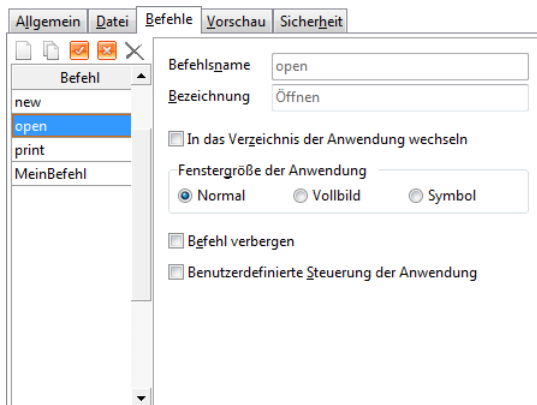 Allgemein Datei Befehle Vorschau Sicherheit
Befehl
new
open
print
MeinBefehl
Befehlsname open
Bezeichnung Öffnen
In das Verzeichnis der Anwendung wechseln
Fenstergröße der Anwendung
Normal Vollbild Symbol
Befehl verbergen
Benutzerdefinierte Steuerung der Anwendung